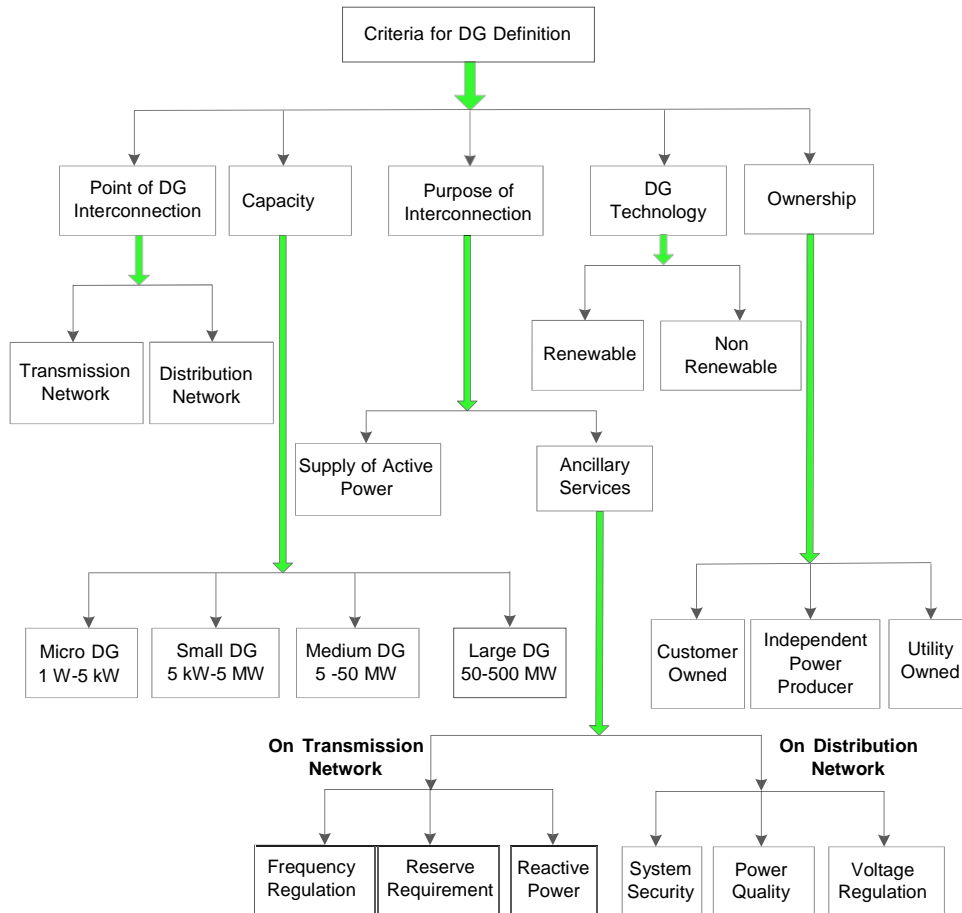 Criteria for DG Definition
Point of DG
Interconnection
Capacity
Purpose of
Interconnection
DG
Technology
Ownership
Transmission
Network
Distribution
Network
Renewable
Non
Renewable
Supply of Active
Power
Ancillary
Services
Micro DG
1 W-5 kW
Small DG
5 kW-5 MW
Medium DG
5 -50 MW
Large DG
50-500 MW
Customer
Owned
Independent
Power
Producer
Utility
Owned
On Transmission
Network
On Distribution
Network
Frequency
Regulation
Reserve
Requirement
Reactive
Power
System
Security
Power
Quality
Voltage
Regulation